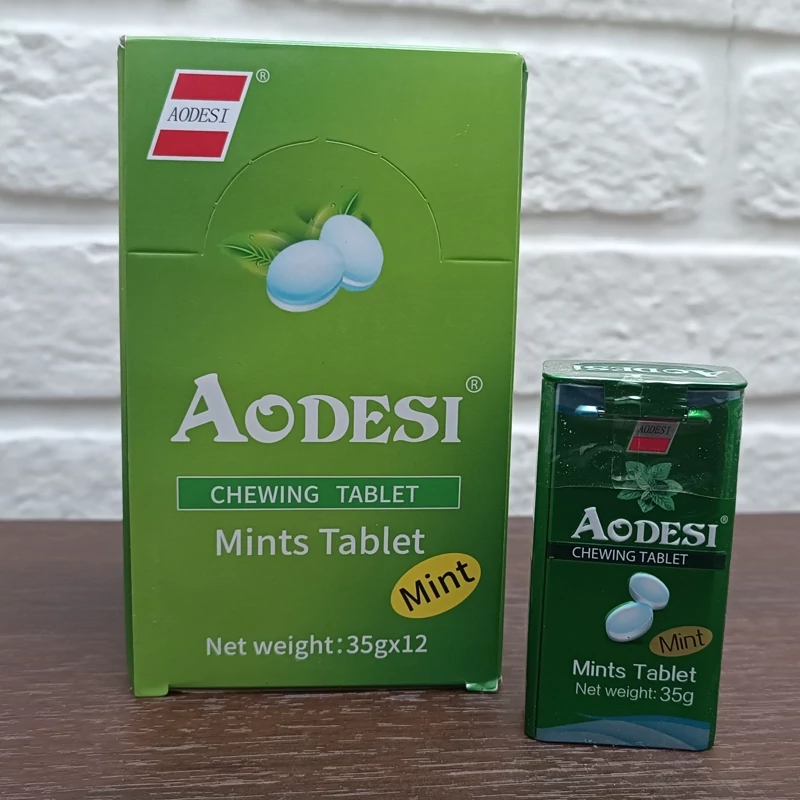 AODESI ®
AODESI ®
CHEWING TABLET
Mints Tablet
Mint
Net weight:35gx12
AODESI
AODESI
AODESI ®
CHEWING TABLET
Mint
Mints Tablet
Net weight: 35g